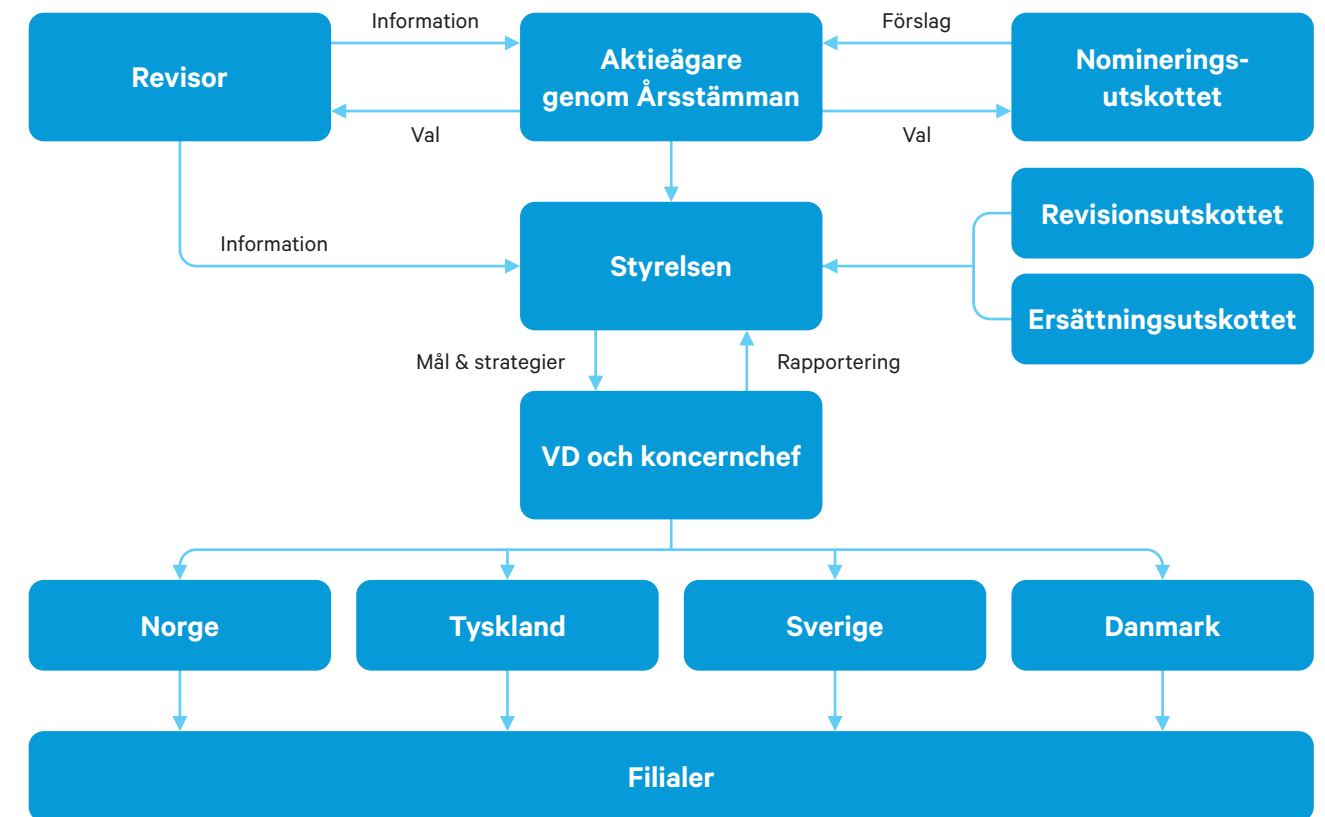 Information
Förslag
Revisor
Aktieägare
genom Årsstämman
Nominerings-
utskottet
Val
Val
Revisionsutskottet
Information
Styrelsen
Ersättningsutskottet
Mål & strategier
Rapportering
VD och koncernchef
Norge
Tyskland
Sverige
Danmark
Filialer